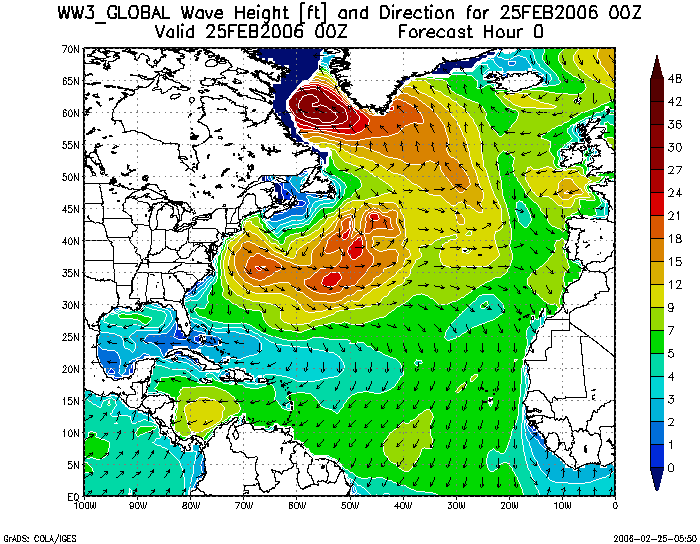 WW3_GLOBAL Wave Height [ft] and Direction for 25FEB2006 00Z
Valid 25FEB2006 00Z Forecast Hour 0
70N
65N
60N
55N
50N
45N
40N
35N
30N
25N
20N
15N
10N
5N
EQ
100W 90W 80W 70W 60W 50W 40W 30W 20W 10W 0
48
42
36
30
27
24
21
18
15
12
9
7
5
4
3
2
1
0
GrADS: COLA/IGES 2006-02-25-05:50